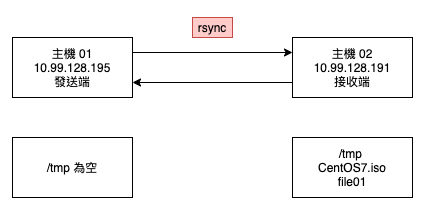 rsync
主機 01
10.99.128.195
發送端
主機 02
10.99.128.191
接收端
/tmp 為空
/tmp
CentOS7.iso
file01